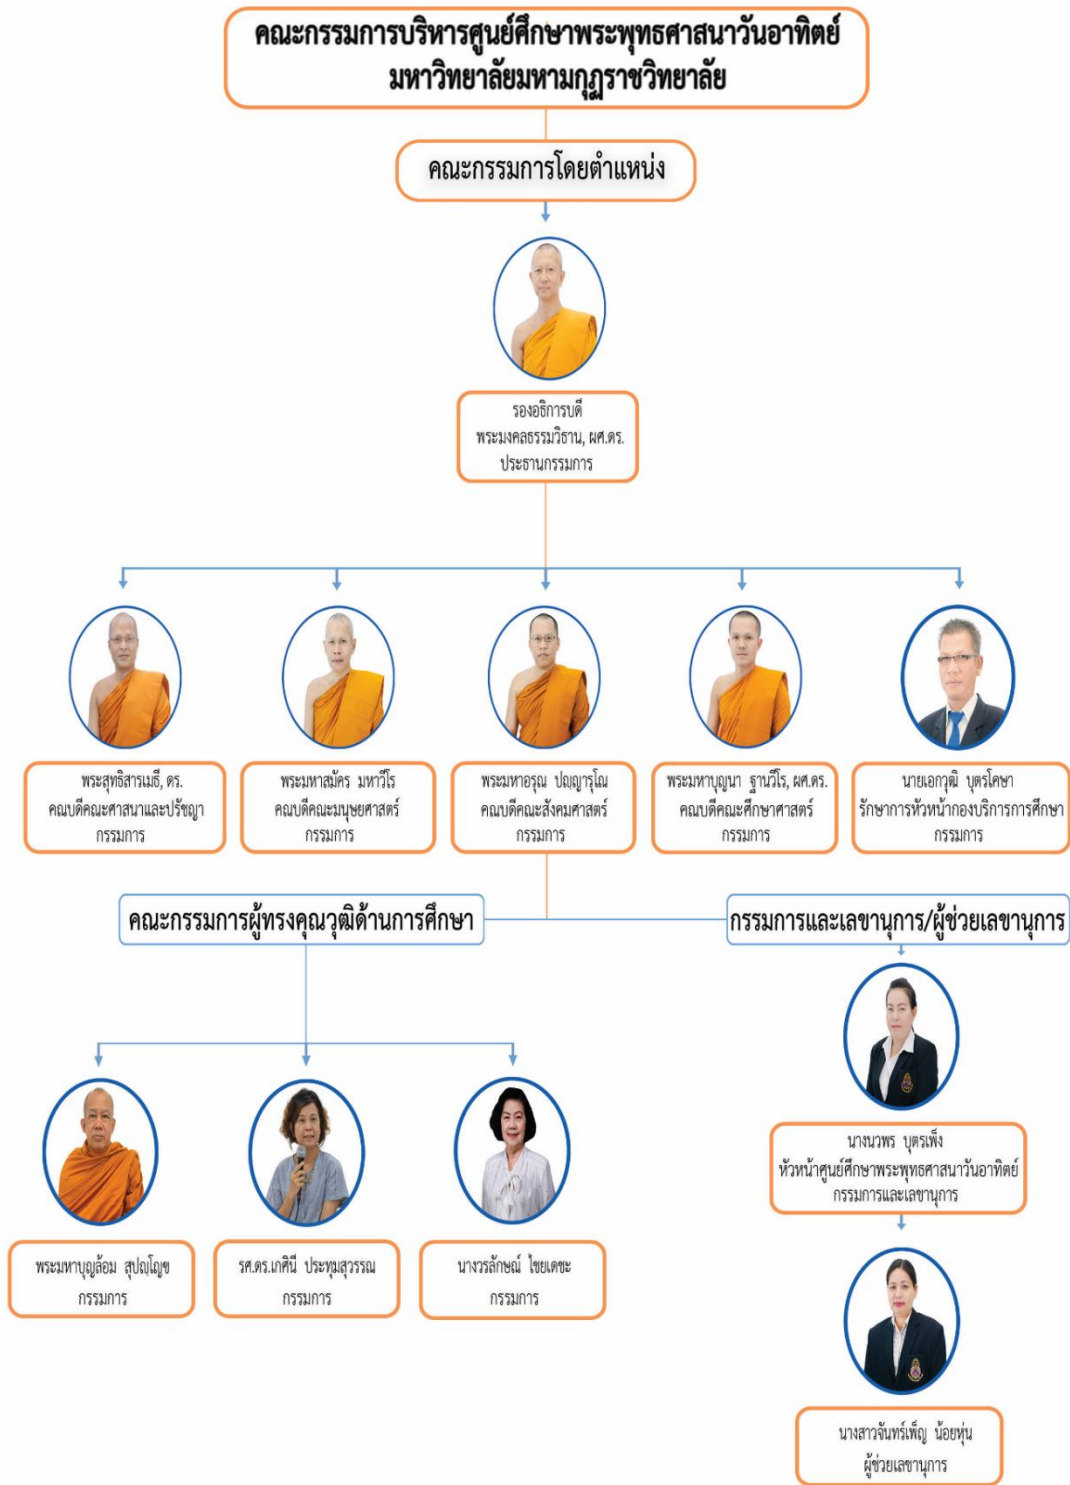 คณะกรรมการบริหารศูนย์ศึกษาพระพุทธศาสนาวันอาทิตย์
มหาวิทยาลัยมหามกุฏราชวิทยาลัย
คณะกรรมการโดยตำแหน่ง
รองอธิการบดี
พระมงคลธรรมวิธาน, ผศ.ดร.
ประธานกรรมการ
พระสุทธิสารเมธี, ดร.
คณบดีคณะศาสนาและปรัชญา
กรรมการ
พระมหาสมัคร มหาวีโร
คณบดีคณะมนุษยศาสตร์
กรรมการ
พระมหาอรุณ ปญฺญารุโณ
คณบดีคณะสังคมศาสตร์
กรรมการ
พระมหาบุญนา ฐานวีโร, ผศ.ดร.
คณบดีคณะศึกษาศาสตร์
กรรมการ
นายเอกวุฒิ บุตรโคษา
รักษาการหัวหน้ากองบริการการศึกษา
กรรมการ
คณะกรรมการผู้ทรงคุณวุฒิด้านการศึกษา
พระมหาบุญล้อม สุปญฺโญข
กรรมการ
รศ.ดร.เกศินี ประทุมสุวรรณ
กรรมการ
นางวรลักษณ์ ไชยเดชะ
กรรมการ
กรรมการและเลขานุการ/ผู้ช่วยเลขานุการ
นางนวพร บุตรเพ็ง
หัวหน้าศูนย์ศึกษาพระพุทธศาสนาวันอาทิตย์
กรรมการและเลขานุการ
นางสาวจันทร์เพ็ญ น้อยหุ่น
ผู้ช่วยเลขานุการ